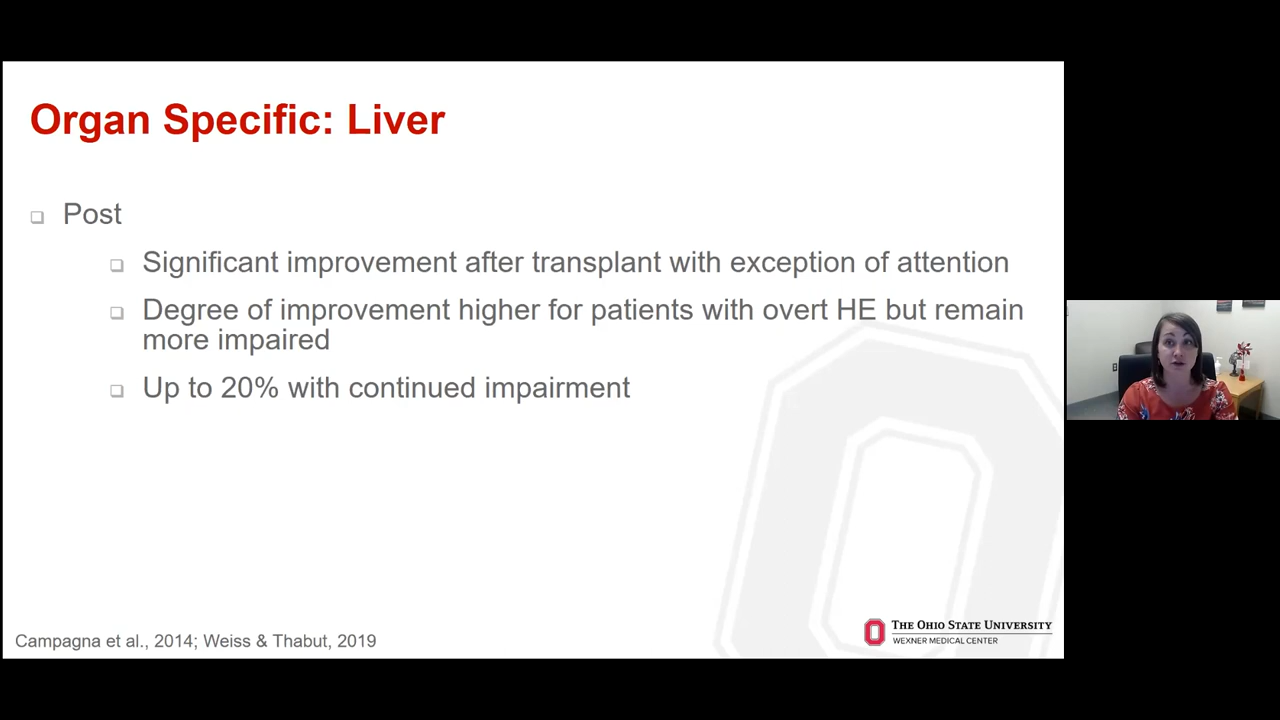 Organ Specific: Liver
Post
Significant improvement after transplant with exception of attention
Degree of improvement higher for patients with overt HE but remain
more impaired
Up to 20% with continued impairment
Campagna et al., 2014; Weiss & Thabut, 2019
THE OHIO STATE UNIVERSITY
WEXNER MEDICAL CENTER